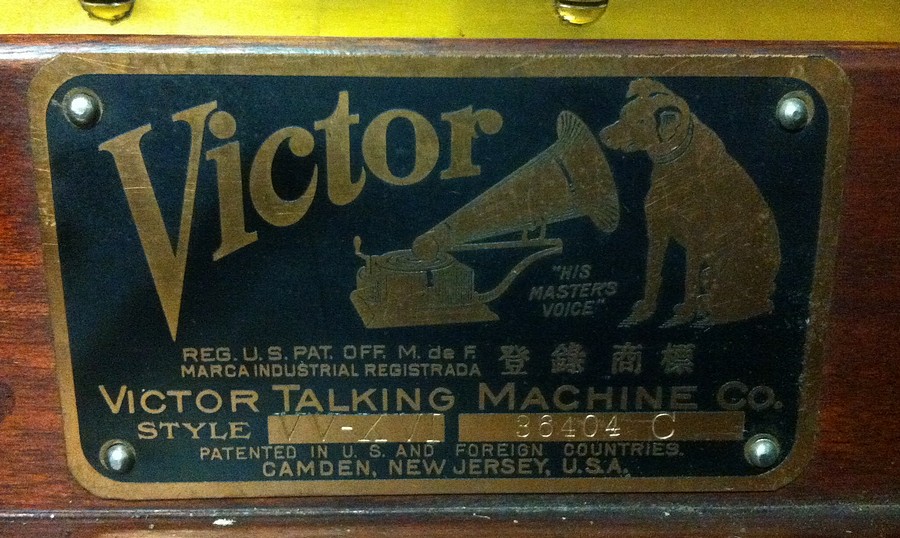 Victor
"HIS
MASTER'S
VOICE"
REG. U.S. PAT. OFF. M. de F.
MARCA INDUSTRIAL REGISTRADA 登錄商標
VICTOR TALKING MACHINE CO.
STYLE 36404 C
PATENTED IN U.S. AND FOREIGN COUNTRIES.
CAMDEN, NEW JERSEY, U.S.A.